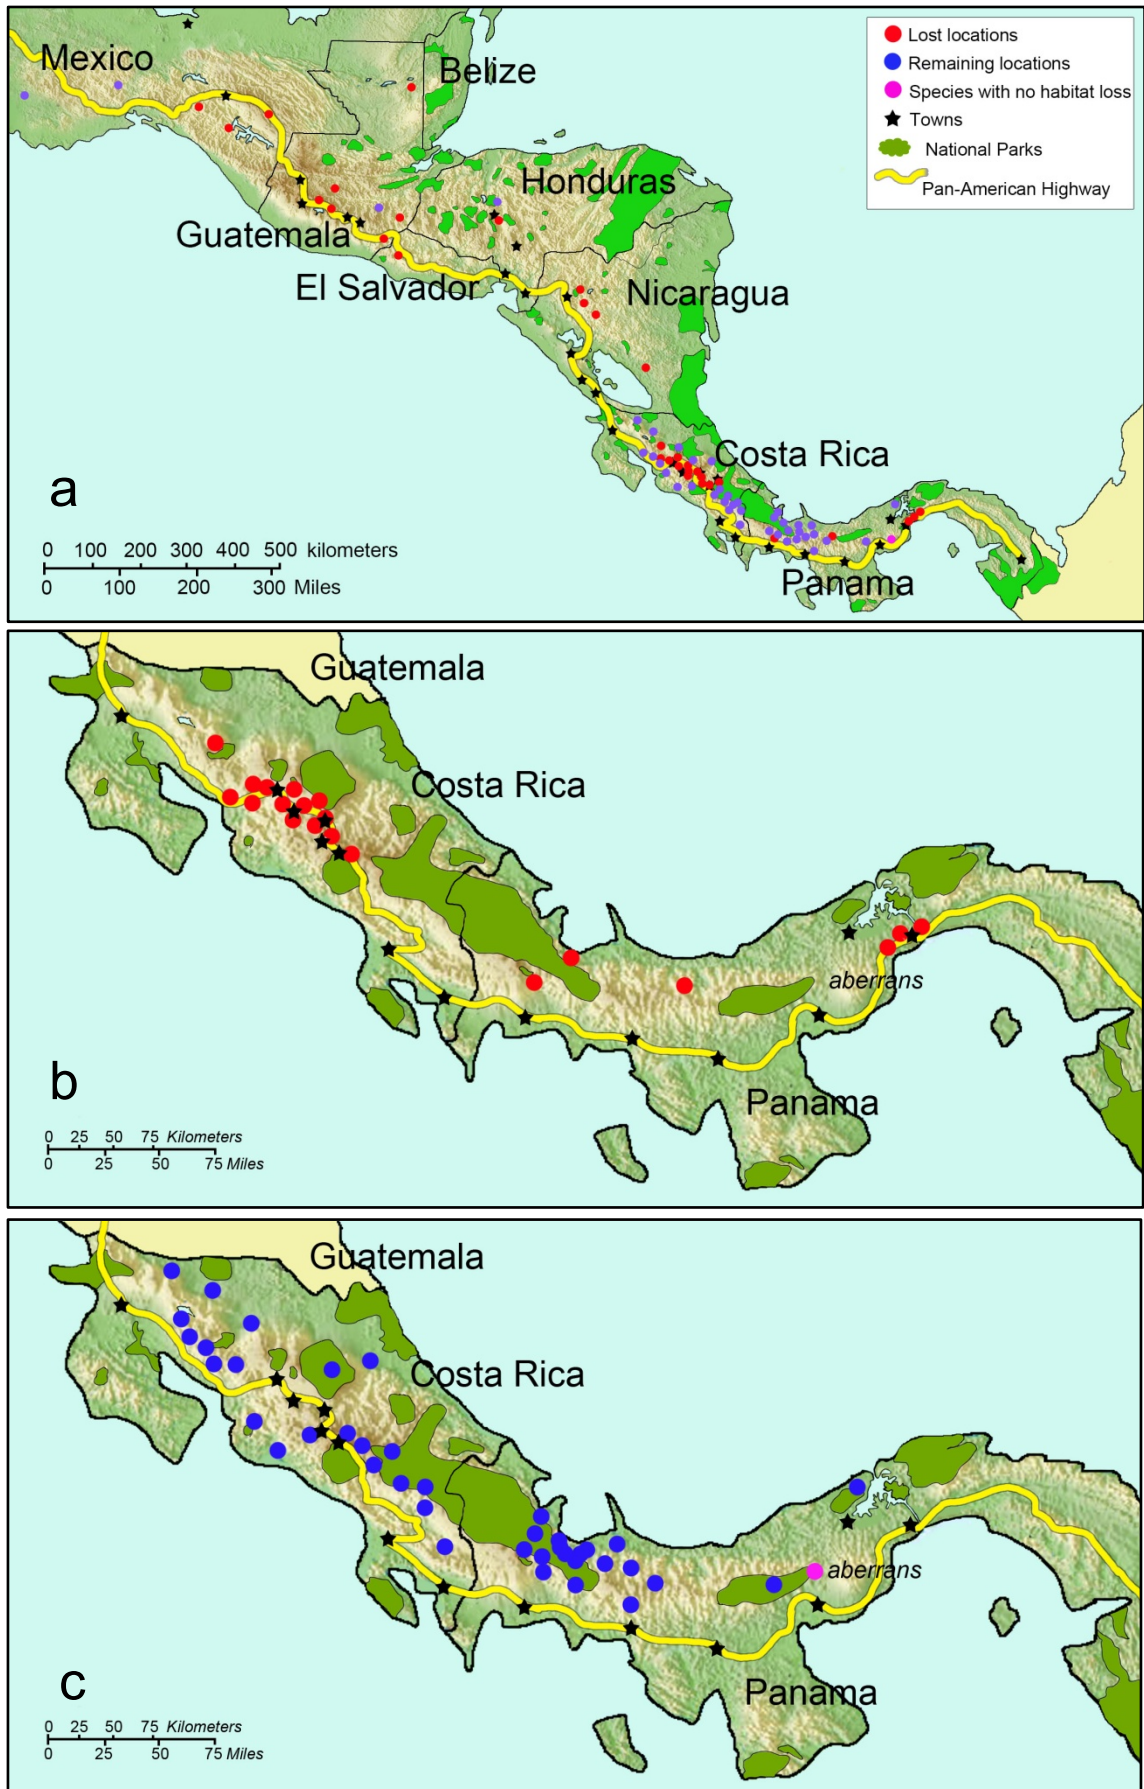 Mexico
Belize
Lost locations
Remaining locations
Species with no habitat loss
Towns
National Parks
Pan-American Highway
Honduras
Guatemala
El Salvador
Nicaragua
Costa Rica
Panama
a
0 100 200 300 400 500 kilometers
0 100 200 300 Miles
Guatemala
Costa Rica
aberrans
Panama
b
0 25 50 75 Kilometers
0 25 50 75 Miles
Guatemala
Costa Rica
aberrans
Panama
c
0 25 50 75 Kilometers
0 25 50 75 Miles